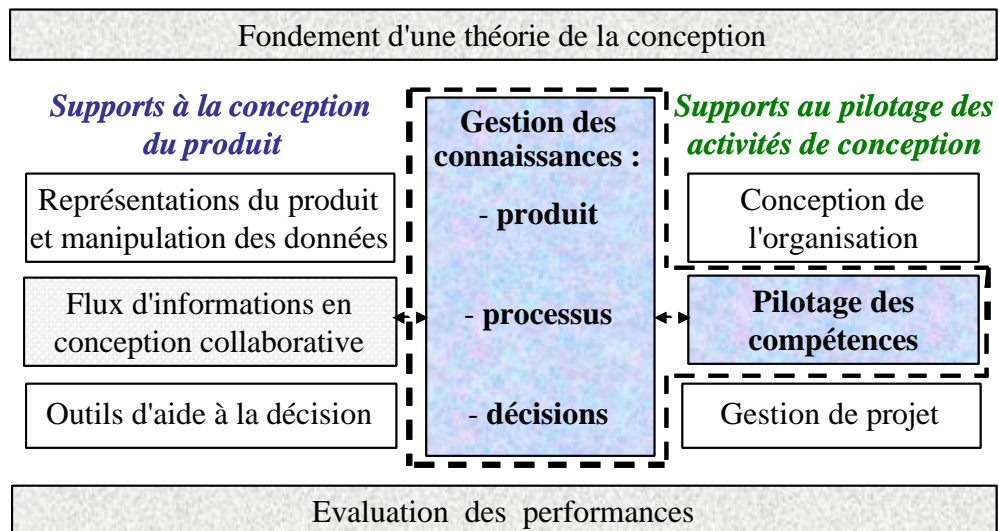 Fondement d'une théorie de la conception
Supports à la conception
du produit
Représentations du produit
et manipulation des données
Flux d'informations en
conception collaborative
Outils d'aide à la décision
Gestion des
connaissances :
- produit
- processus
- décisions
Supports au pilotage des
activités de conception
Conception de
l'organisation
Pilotage des
compétences
Gestion de projet
Evaluation des performances